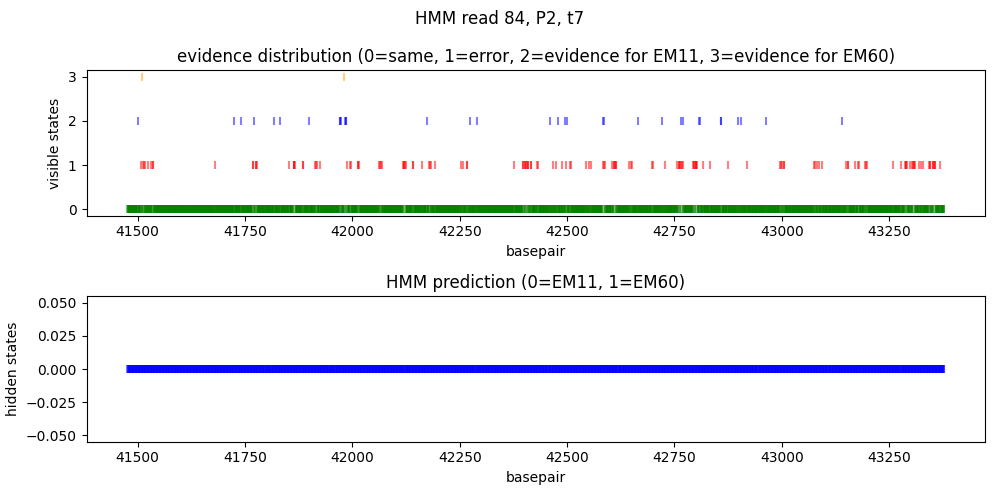 HMM read 84, P2, t7
evidence distribution (0=same, 1=error, 2=evidence for EM11, 3=evidence for EM60)
visible states
3
2
1
0
41500 41750 42000 42250 42500 42750 43000 43250
basepair
HMM prediction (0=EM11, 1=EM60)
hidden states
0.050
0.025
0.000
−0.025
−0.050
41500 41750 42000 42250 42500 42750 43000 43250
basepair